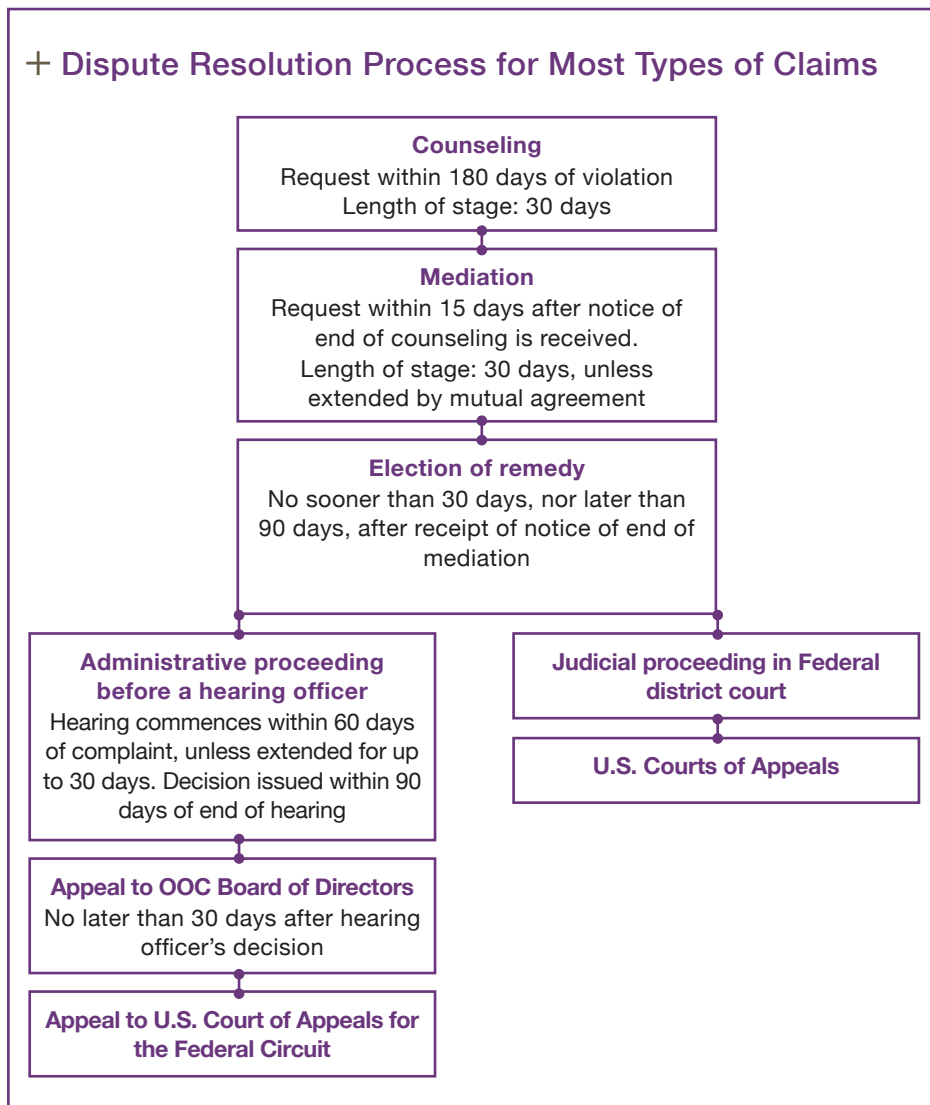 + Dispute Resolution Process for Most Types of Claims
Counseling
Request within 180 days of violation
Length of stage: 30 days
Mediation
Request within 15 days after notice of
end of counseling is received.
Length of stage: 30 days, unless
extended by mutual agreement
Election of remedy
No sooner than 30 days, nor later than
90 days, after receipt of notice of end of
mediation
Administrative proceeding
before a hearing officer
Hearing commences within 60 days
of complaint, unless extended for up
to 30 days. Decision issued within 90
days of end of hearing
Appeal to OOC Board of Directors
No later than 30 days after hearing
officer’s decision
Appeal to U.S. Court of Appeals for
the Federal Circuit
Judicial proceeding in Federal
district court
U.S. Courts of Appeals